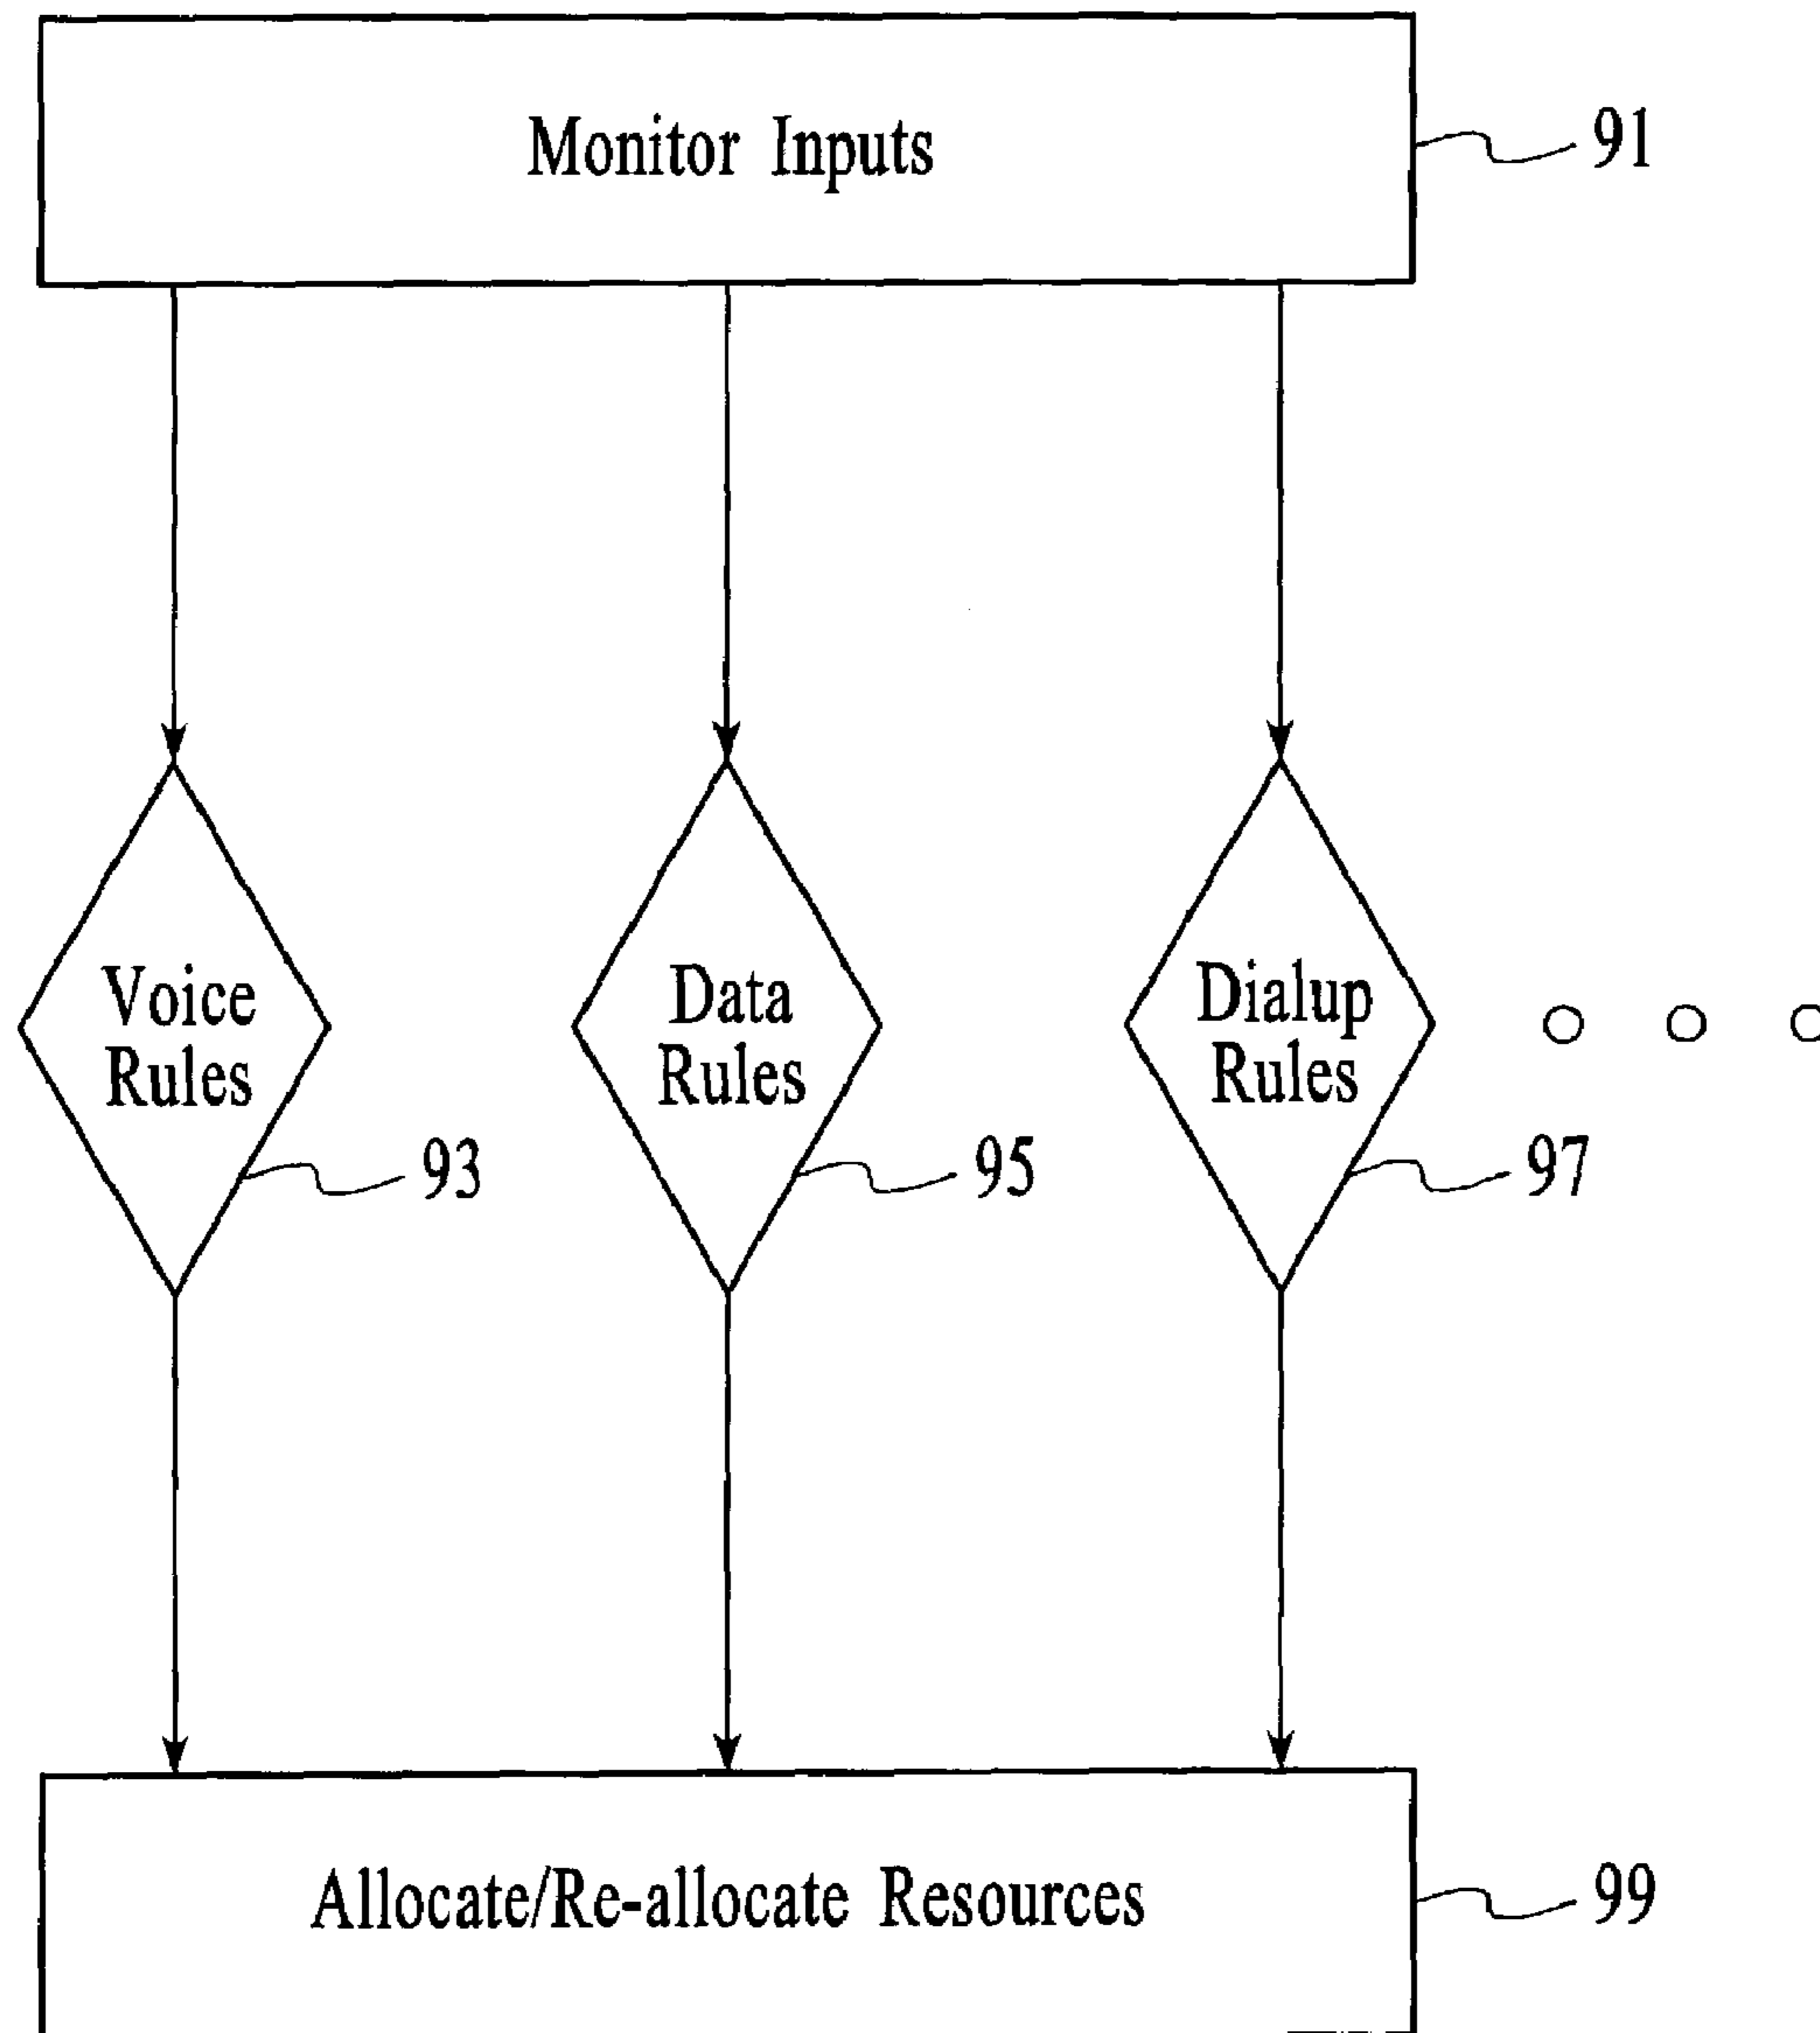 Monitor Inputs
91
Voice
Rules
93
Data
Rules
95
Dialup
Rules
97
Allocate/Re-allocate Resources
99